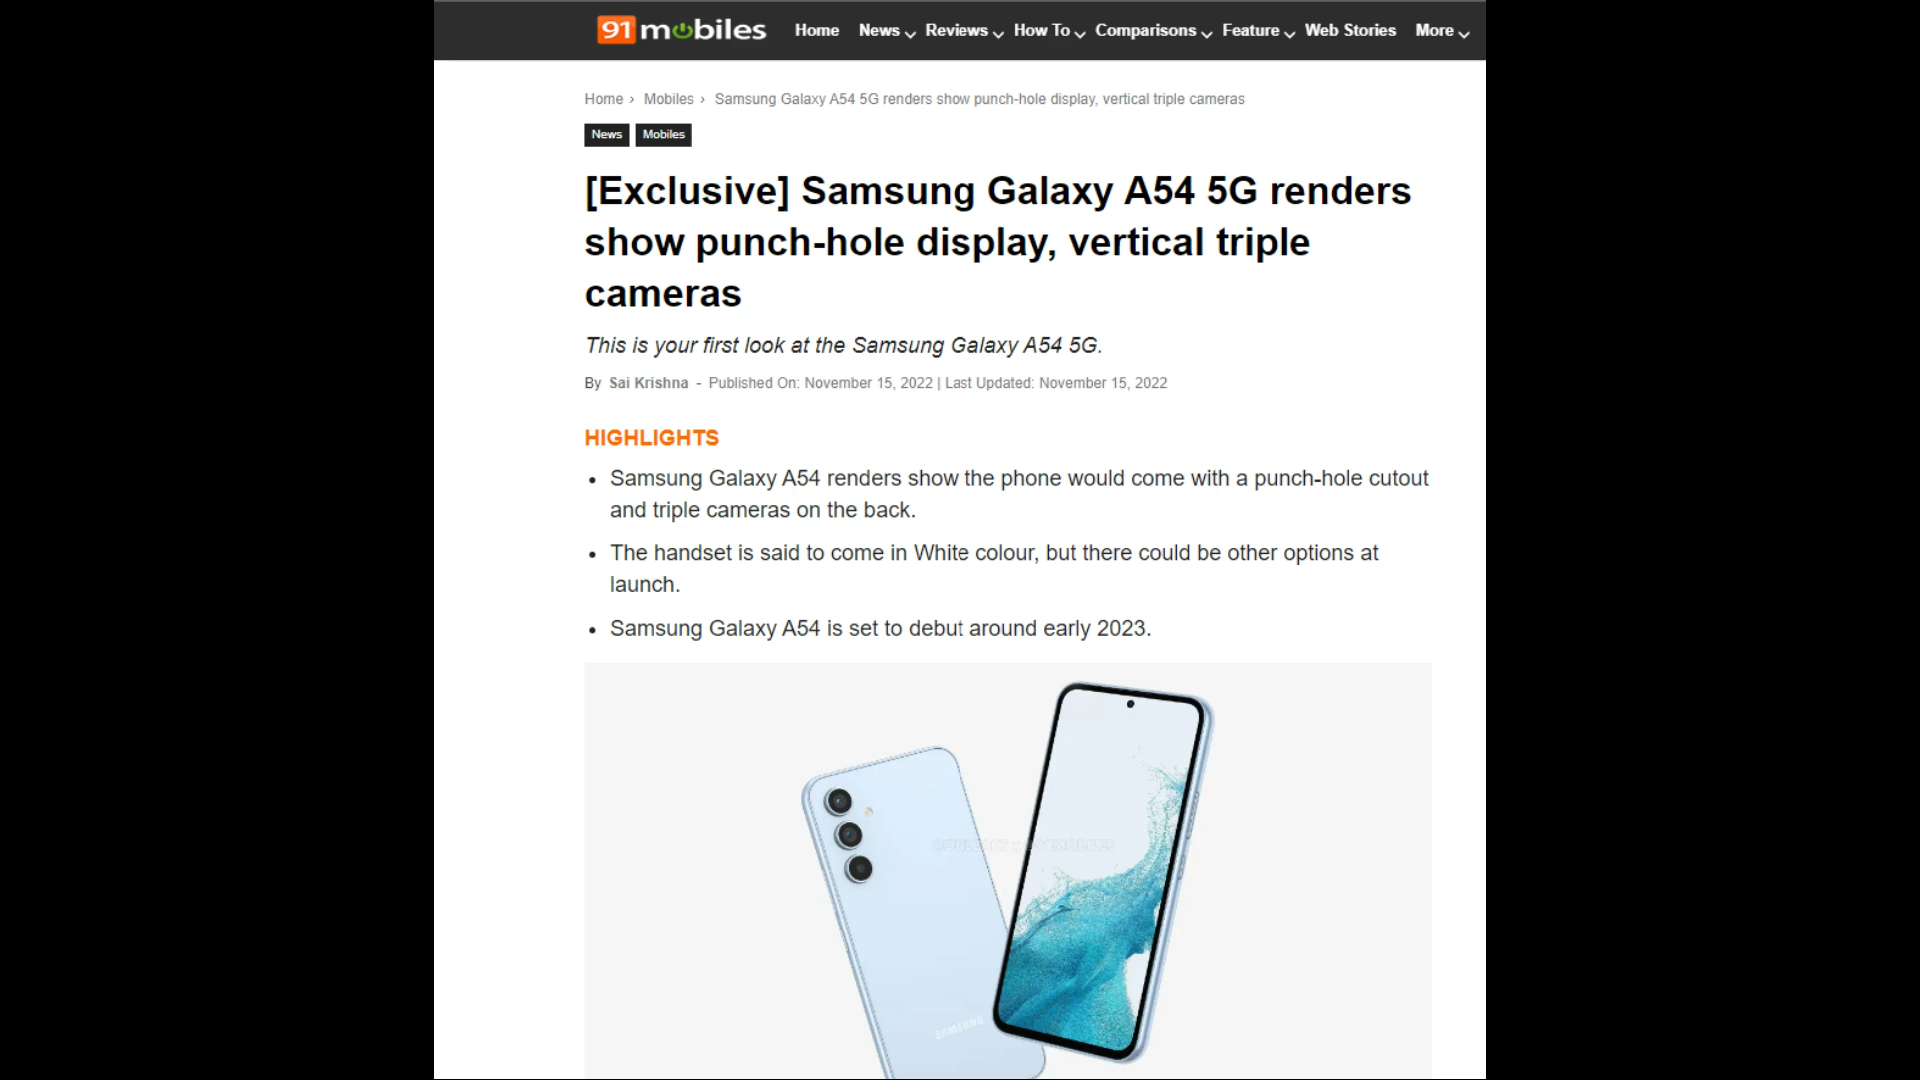 91mobiles Home News Reviews How To Comparisons Feature Web Stories More
Home › Mobiles › Samsung Galaxy A54 5G renders show punch-hole display, vertical triple cameras
News Mobiles
[Exclusive] Samsung Galaxy A54 5G renders
show punch-hole display, vertical triple
cameras
This is your first look at the Samsung Galaxy A54 5G.
By Sai Krishna - Published On: November 15, 2022 | Last Updated: November 15, 2022
HIGHLIGHTS
• Samsung Galaxy A54 renders show the phone would come with a punch-hole cutout
and triple cameras on the back.
• The handset is said to come in White colour, but there could be other options at
launch.
• Samsung Galaxy A54 is set to debut around early 2023.
SAMSUNG